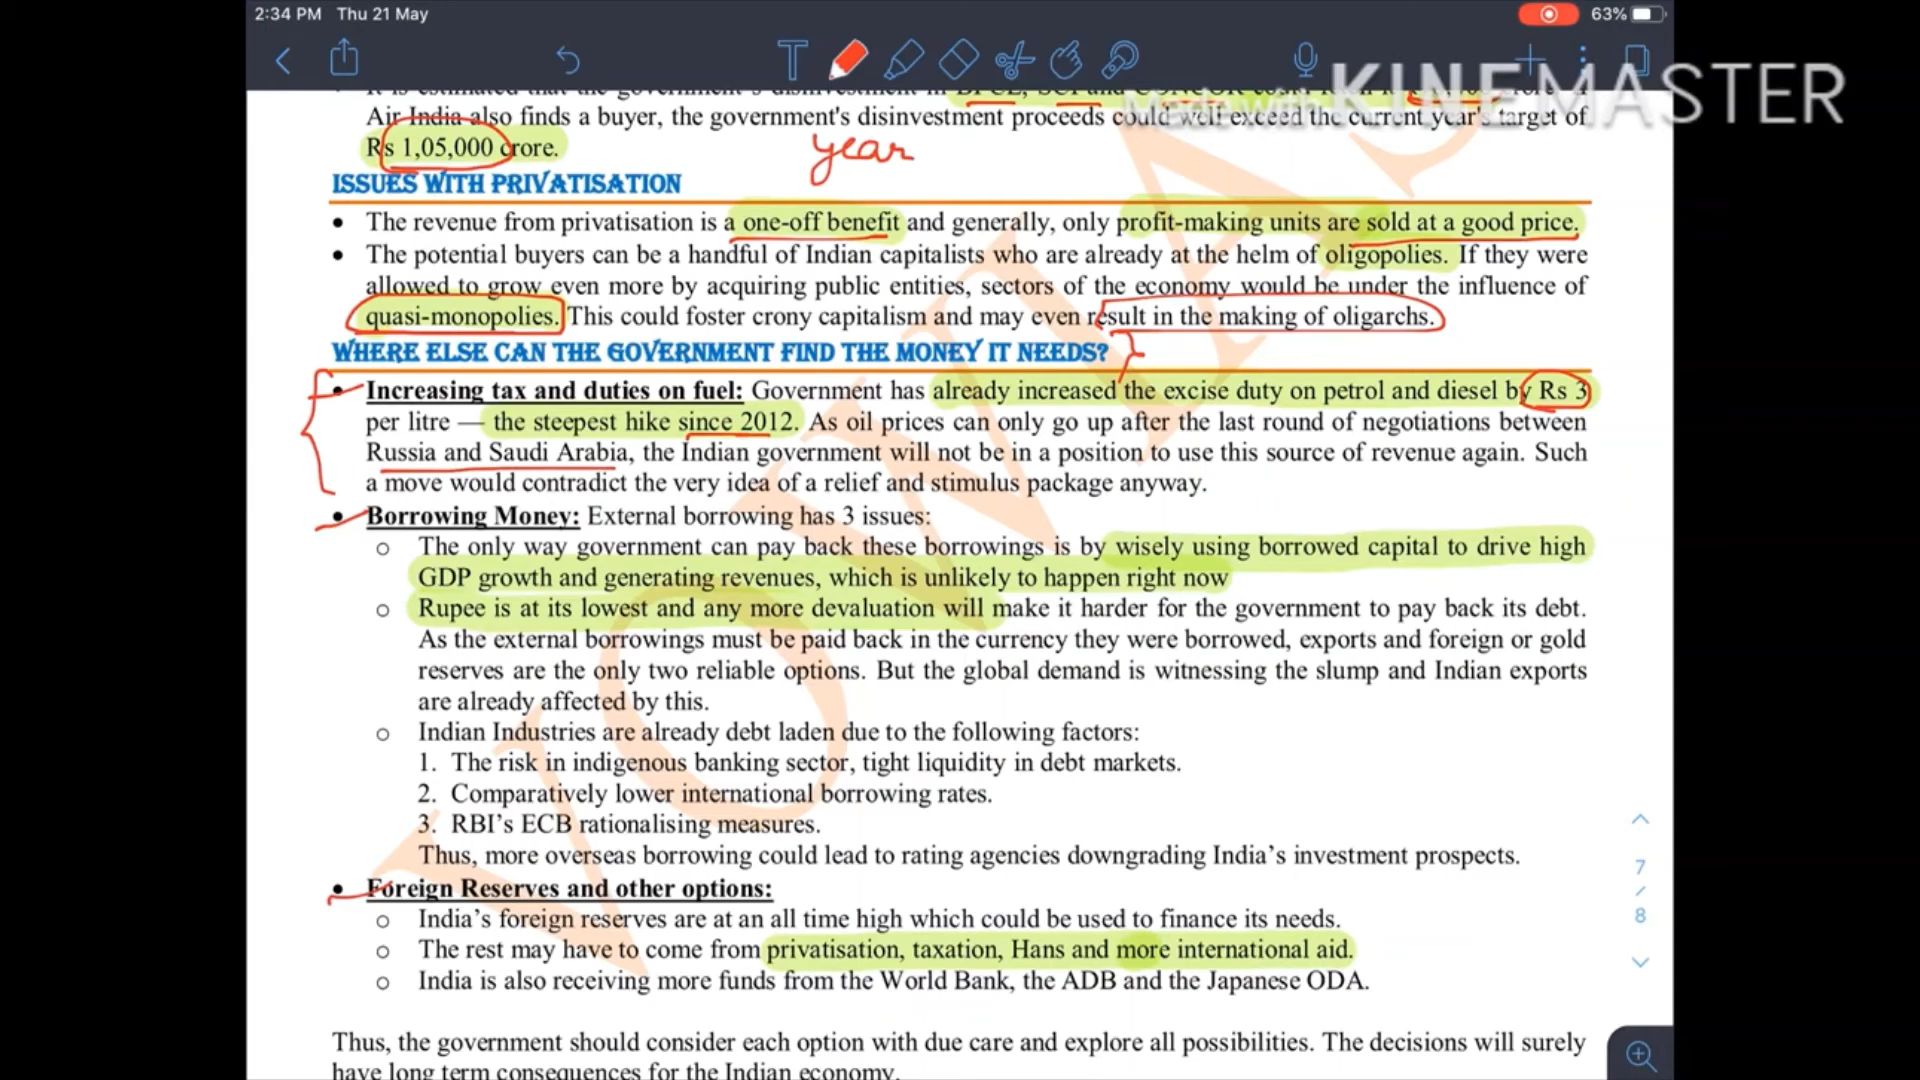 2:34 PM Thu 21 May
63%
Made with KINEMASTER
Air India also finds a buyer, the government's disinvestment proceeds could well exceed the current year's target of
Rs 1,05,000 crore.
year
ISSUES WITH PRIVATISATION
• The revenue from privatisation is a one-off benefit and generally, only profit-making units are sold at a good price.
• The potential buyers can be a handful of Indian capitalists who are already at the helm of oligopolies. If they were
allowed to grow even more by acquiring public entities, sectors of the economy would be under the influence of
quasi-monopolies. This could foster crony capitalism and may even result in the making of oligarchs.
WHERE ELSE CAN THE GOVERNMENT FIND THE MONEY IT NEEDS?
• Increasing tax and duties on fuel: Government has already increased the excise duty on petrol and diesel by Rs 3
per litre — the steepest hike since 2012. As oil prices can only go up after the last round of negotiations between
Russia and Saudi Arabia, the Indian government will not be in a position to use this source of revenue again. Such
a move would contradict the very idea of a relief and stimulus package anyway.
• Borrowing Money: External borrowing has 3 issues:
o The only way government can pay back these borrowings is by wisely using borrowed capital to drive high
GDP growth and generating revenues, which is unlikely to happen right now
o Rupee is at its lowest and any more devaluation will make it harder for the government to pay back its debt.
As the external borrowings must be paid back in the currency they were borrowed, exports and foreign or gold
reserves are the only two reliable options. But the global demand is witnessing the slump and Indian exports
are already affected by this.
o Indian Industries are already debt laden due to the following factors:
1. The risk in indigenous banking sector, tight liquidity in debt markets.
2. Comparatively lower international borrowing rates.
3. RBI's ECB rationalising measures.
Thus, more overseas borrowing could lead to rating agencies downgrading India's investment prospects.
• Foreign Reserves and other options:
o India's foreign reserves are at an all time high which could be used to finance its needs.
o The rest may have to come from privatisation, taxation, Hans and more international aid.
o India is also receiving more funds from the World Bank, the ADB and the Japanese ODA.
7
/
8
Thus, the government should consider each option with due care and explore all possibilities. The decisions will surely
have long term consequences for the Indian economy.